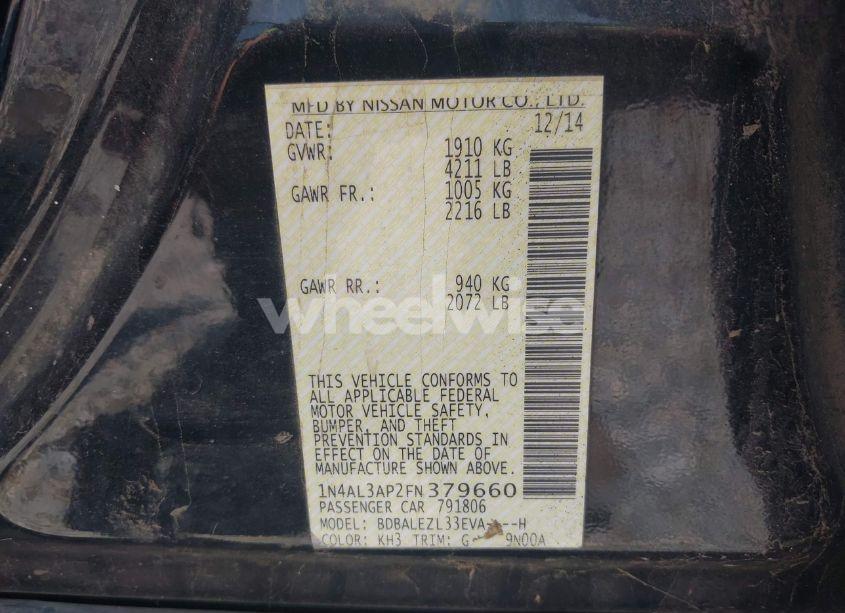 MFD BY NISSAN MOTOR CO., LTD.
DATE: 12/14
GVWR: 1910 KG
4211 LB
GAWR FR.: 1005 KG
2216 LB
GAWR RR.: 940 KG
2072 LB
wheelwise
THIS VEHICLE CONFORMS TO
ALL APPLICABLE FEDERAL
MOTOR VEHICLE SAFETY,
BUMPER, AND THEFT
PREVENTION STANDARDS IN
EFFECT ON THE DATE OF
MANUFACTURE SHOWN ABOVE.
1N4AL3AP2FN379660
PASSENGER CAR 791806
MODEL: BDBALEZL33EVA----H
COLOR: KH3 TRIM: G 9N00A